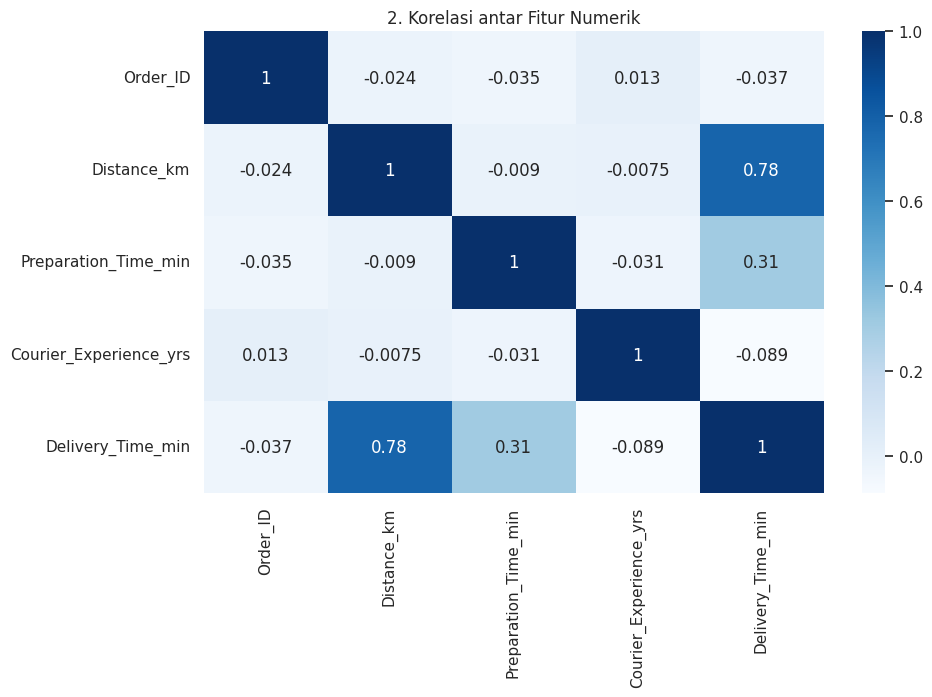 2. Korelasi antar Fitur Numerik
Order_ID 1 -0.024 -0.035 0.013 -0.037
Distance_km -0.024 1 -0.009 -0.0075 0.78
Preparation_Time_min -0.035 -0.009 1 -0.031 0.31
Courier_Experience_yrs 0.013 -0.0075 -0.031 1 -0.089
Delivery_Time_min -0.037 0.78 0.31 -0.089 1
Order_ID
Distance_km
Preparation_Time_min
Courier_Experience_yrs
Delivery_Time_min
1.0
0.8
0.6
0.4
0.2
0.0